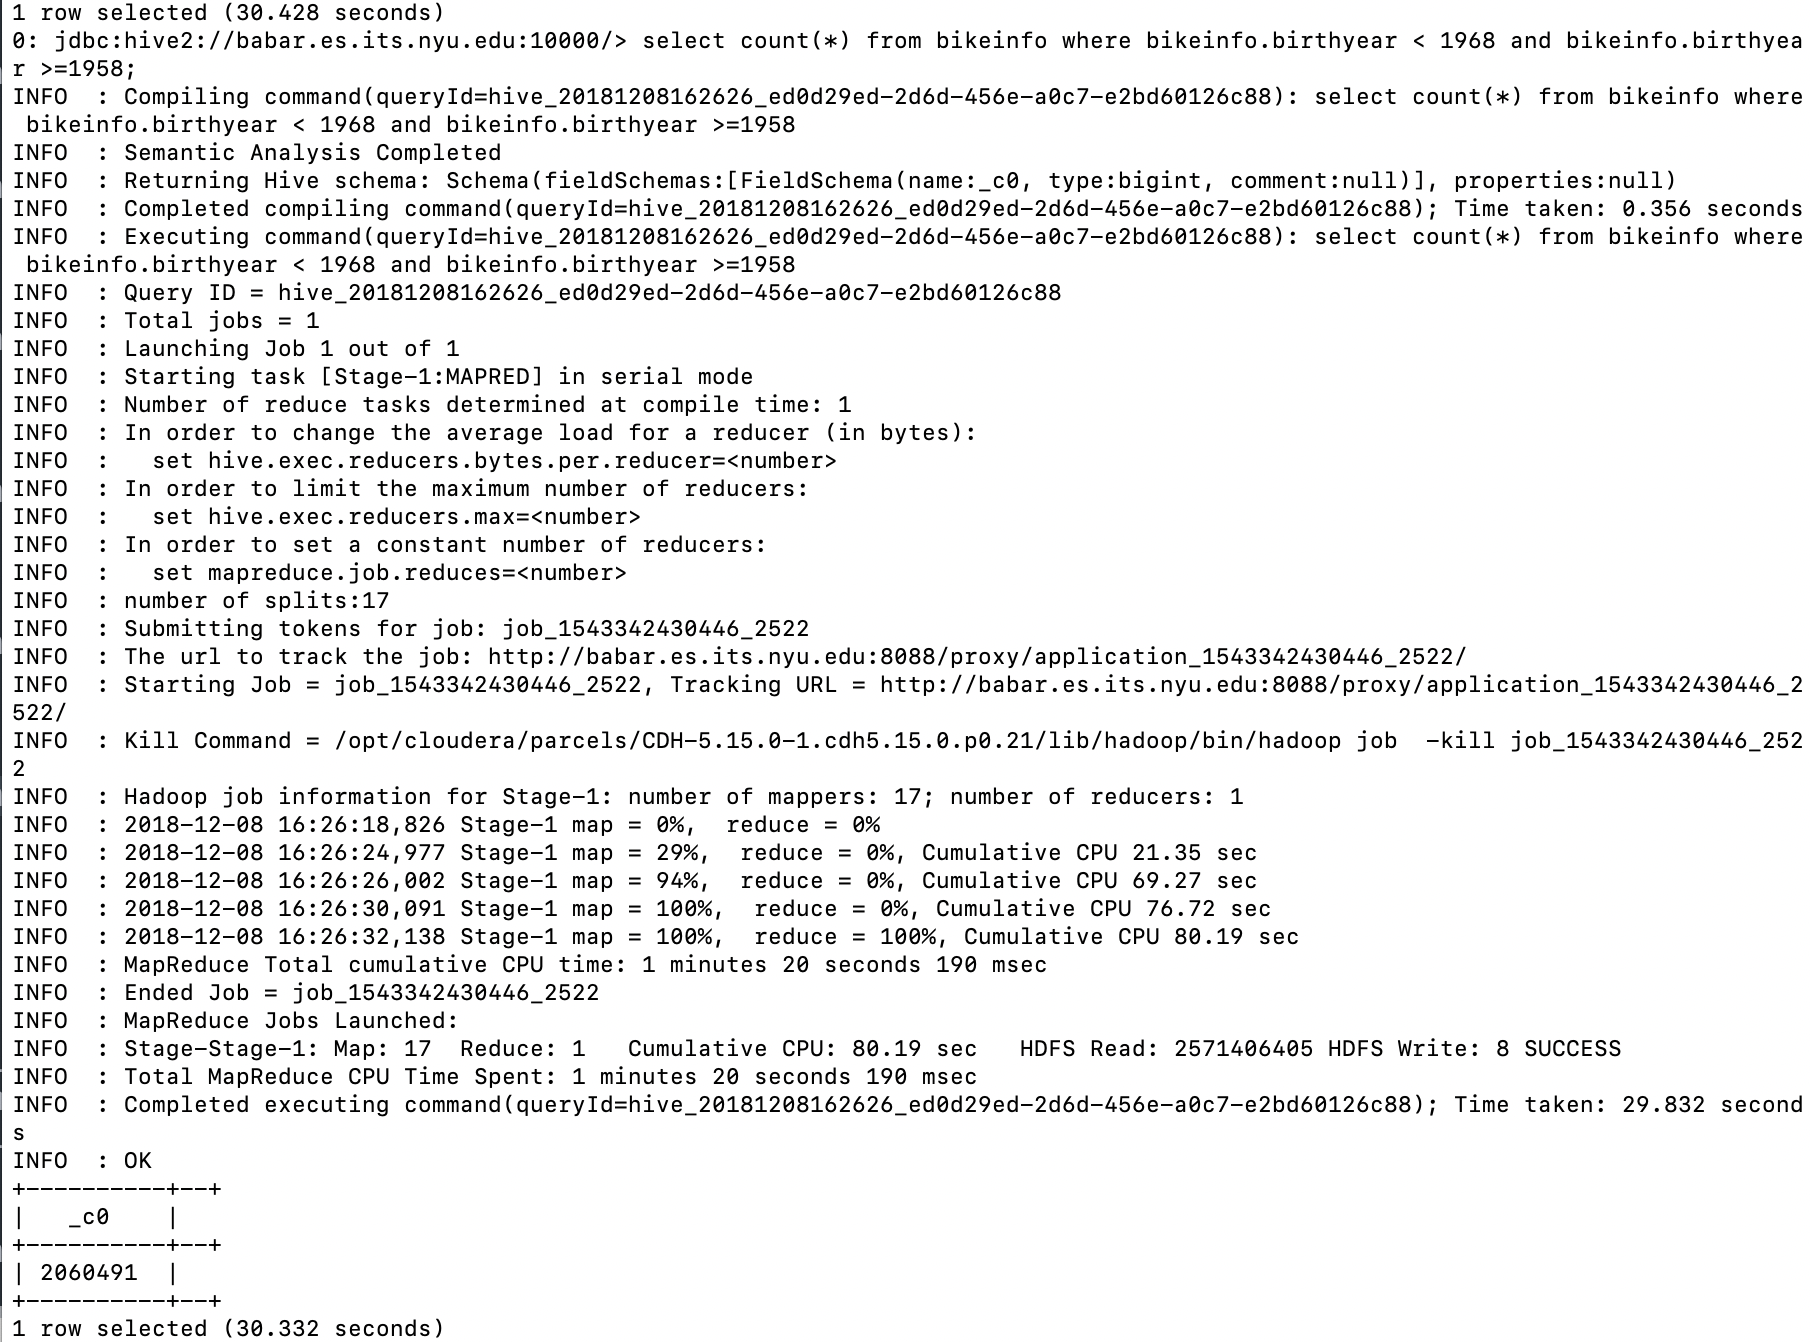 1 row selected (30.428 seconds)
0: jdbc:hive2://babar.es.its.nyu.edu:10000/> select count(*) from bikeinfo where bikeinfo.birthyear < 1968 and bikeinfo.birthyea
r >=1958;
INFO  : Compiling command(queryId=hive_20181208162626_ed0d29ed-2d6d-456e-a0c7-e2bd60126c88): select count(*) from bikeinfo where
 bikeinfo.birthyear < 1968 and bikeinfo.birthyear >=1958
INFO  : Semantic Analysis Completed
INFO  : Returning Hive schema: Schema(fieldSchemas:[FieldSchema(name:_c0, type:bigint, comment:null)], properties:null)
INFO  : Completed compiling command(queryId=hive_20181208162626_ed0d29ed-2d6d-456e-a0c7-e2bd60126c88); Time taken: 0.356 seconds
INFO  : Executing command(queryId=hive_20181208162626_ed0d29ed-2d6d-456e-a0c7-e2bd60126c88): select count(*) from bikeinfo where
 bikeinfo.birthyear < 1968 and bikeinfo.birthyear >=1958
INFO  : Query ID = hive_20181208162626_ed0d29ed-2d6d-456e-a0c7-e2bd60126c88
INFO  : Total jobs = 1
INFO  : Launching Job 1 out of 1
INFO  : Starting task [Stage-1:MAPRED] in serial mode
INFO  : Number of reduce tasks determined at compile time: 1
INFO  : In order to change the average load for a reducer (in bytes):
INFO  :   set hive.exec.reducers.bytes.per.reducer=<number>
INFO  : In order to limit the maximum number of reducers:
INFO  :   set hive.exec.reducers.max=<number>
INFO  : In order to set a constant number of reducers:
INFO  :   set mapreduce.job.reduces=<number>
INFO  : number of splits:17
INFO  : Submitting tokens for job: job_1543342430446_2522
INFO  : The url to track the job: http://babar.es.its.nyu.edu:8088/proxy/application_1543342430446_2522/
INFO  : Starting Job = job_1543342430446_2522, Tracking URL = http://babar.es.its.nyu.edu:8088/proxy/application_1543342430446_2
522/
INFO  : Kill Command = /opt/cloudera/parcels/CDH-5.15.0-1.cdh5.15.0.p0.21/lib/hadoop/bin/hadoop job  -kill job_1543342430446_252
2
INFO  : Hadoop job information for Stage-1: number of mappers: 17; number of reducers: 1
INFO  : 2018-12-08 16:26:18,826 Stage-1 map = 0%,  reduce = 0%
INFO  : 2018-12-08 16:26:24,977 Stage-1 map = 29%,  reduce = 0%, Cumulative CPU 21.35 sec
INFO  : 2018-12-08 16:26:26,002 Stage-1 map = 94%,  reduce = 0%, Cumulative CPU 69.27 sec
INFO  : 2018-12-08 16:26:30,091 Stage-1 map = 100%,  reduce = 0%, Cumulative CPU 76.72 sec
INFO  : 2018-12-08 16:26:32,138 Stage-1 map = 100%,  reduce = 100%, Cumulative CPU 80.19 sec
INFO  : MapReduce Total cumulative CPU time: 1 minutes 20 seconds 190 msec
INFO  : Ended Job = job_1543342430446_2522
INFO  : MapReduce Jobs Launched:
INFO  : Stage-Stage-1: Map: 17  Reduce: 1   Cumulative CPU: 80.19 sec   HDFS Read: 2571406405 HDFS Write: 8 SUCCESS
INFO  : Total MapReduce CPU Time Spent: 1 minutes 20 seconds 190 msec
INFO  : Completed executing command(queryId=hive_20181208162626_ed0d29ed-2d6d-456e-a0c7-e2bd60126c88); Time taken: 29.832 second
s
INFO  : OK
+----------+--+
|   _c0    |
+----------+--+
| 2060491  |
+----------+--+
1 row selected (30.332 seconds)